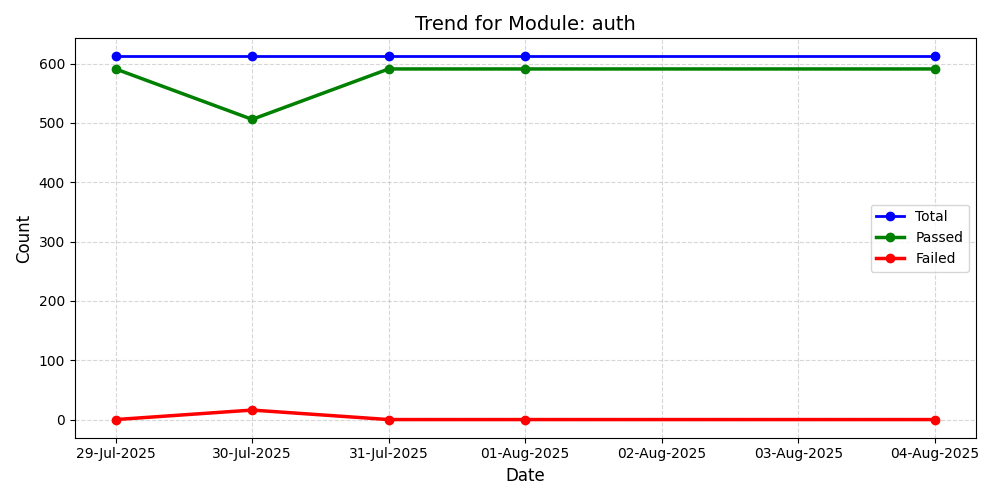 Trend for Module: auth
600
500
400
300
200
100
0
Count
Total
Passed
Failed
29-Jul-2025 30-Jul-2025 31-Jul-2025 01-Aug-2025 02-Aug-2025 03-Aug-2025 04-Aug-2025
Date